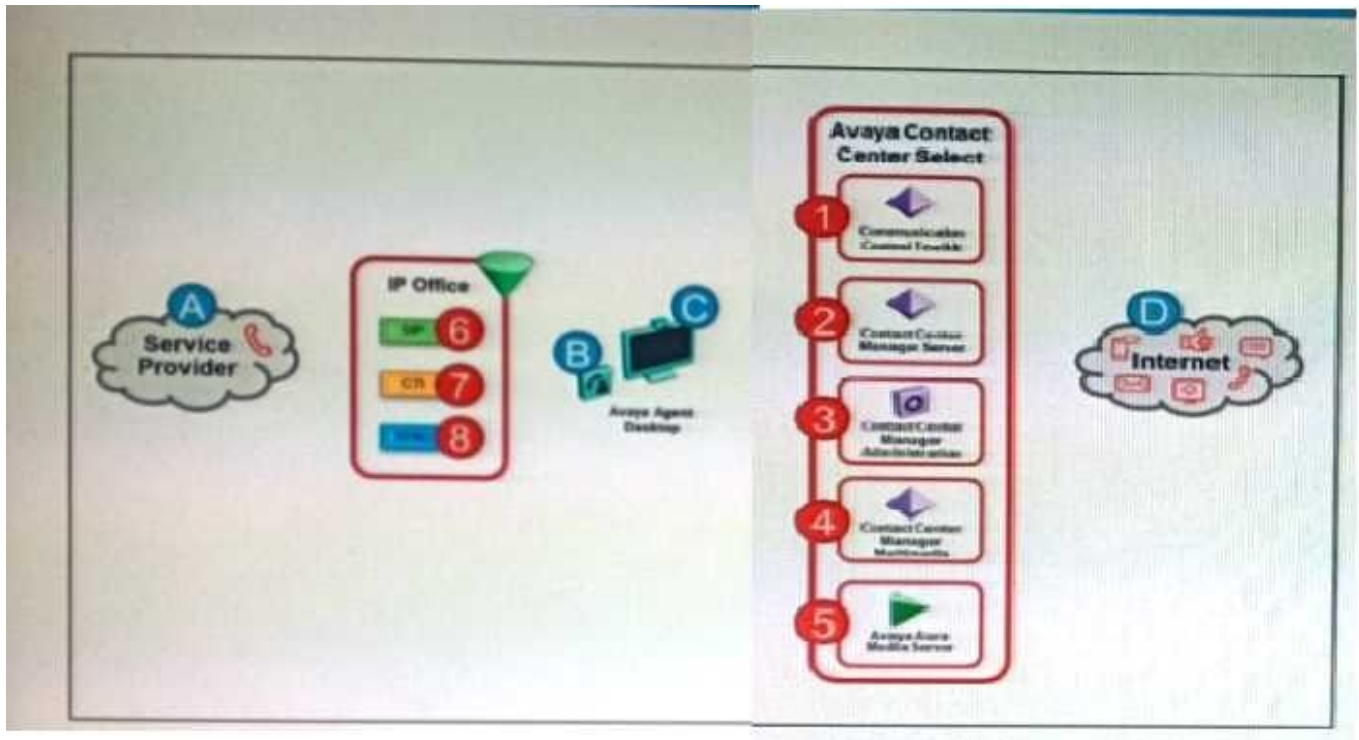 Avaya Contact
Center Select
1
Communication
Control Toolkit
2
Contact Center
Manager Server
3
Contact Center
Manager
Administration
4
Contact Center
Manager
Multimedia
5
Avaya Aura
Media Server
A
Service
Provider
IP Office
SIP
6
CTI
7
8
B
C
Avaya Agent
Desktop
D
Internet